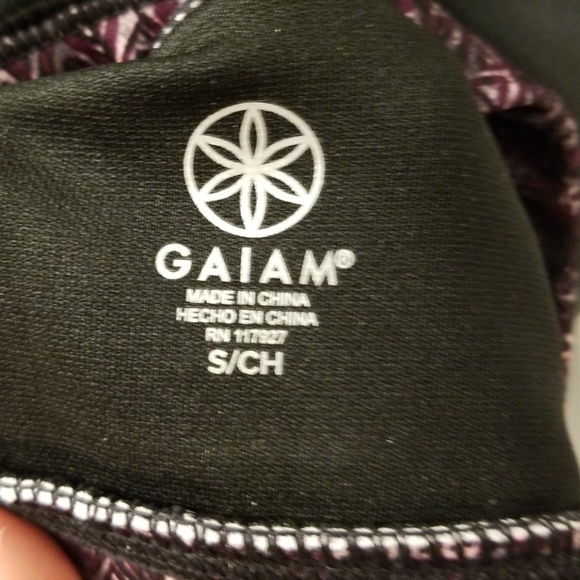 GAIAM®
MADE IN CHINA
HECHO EN CHINA
RN 117927
S/CH